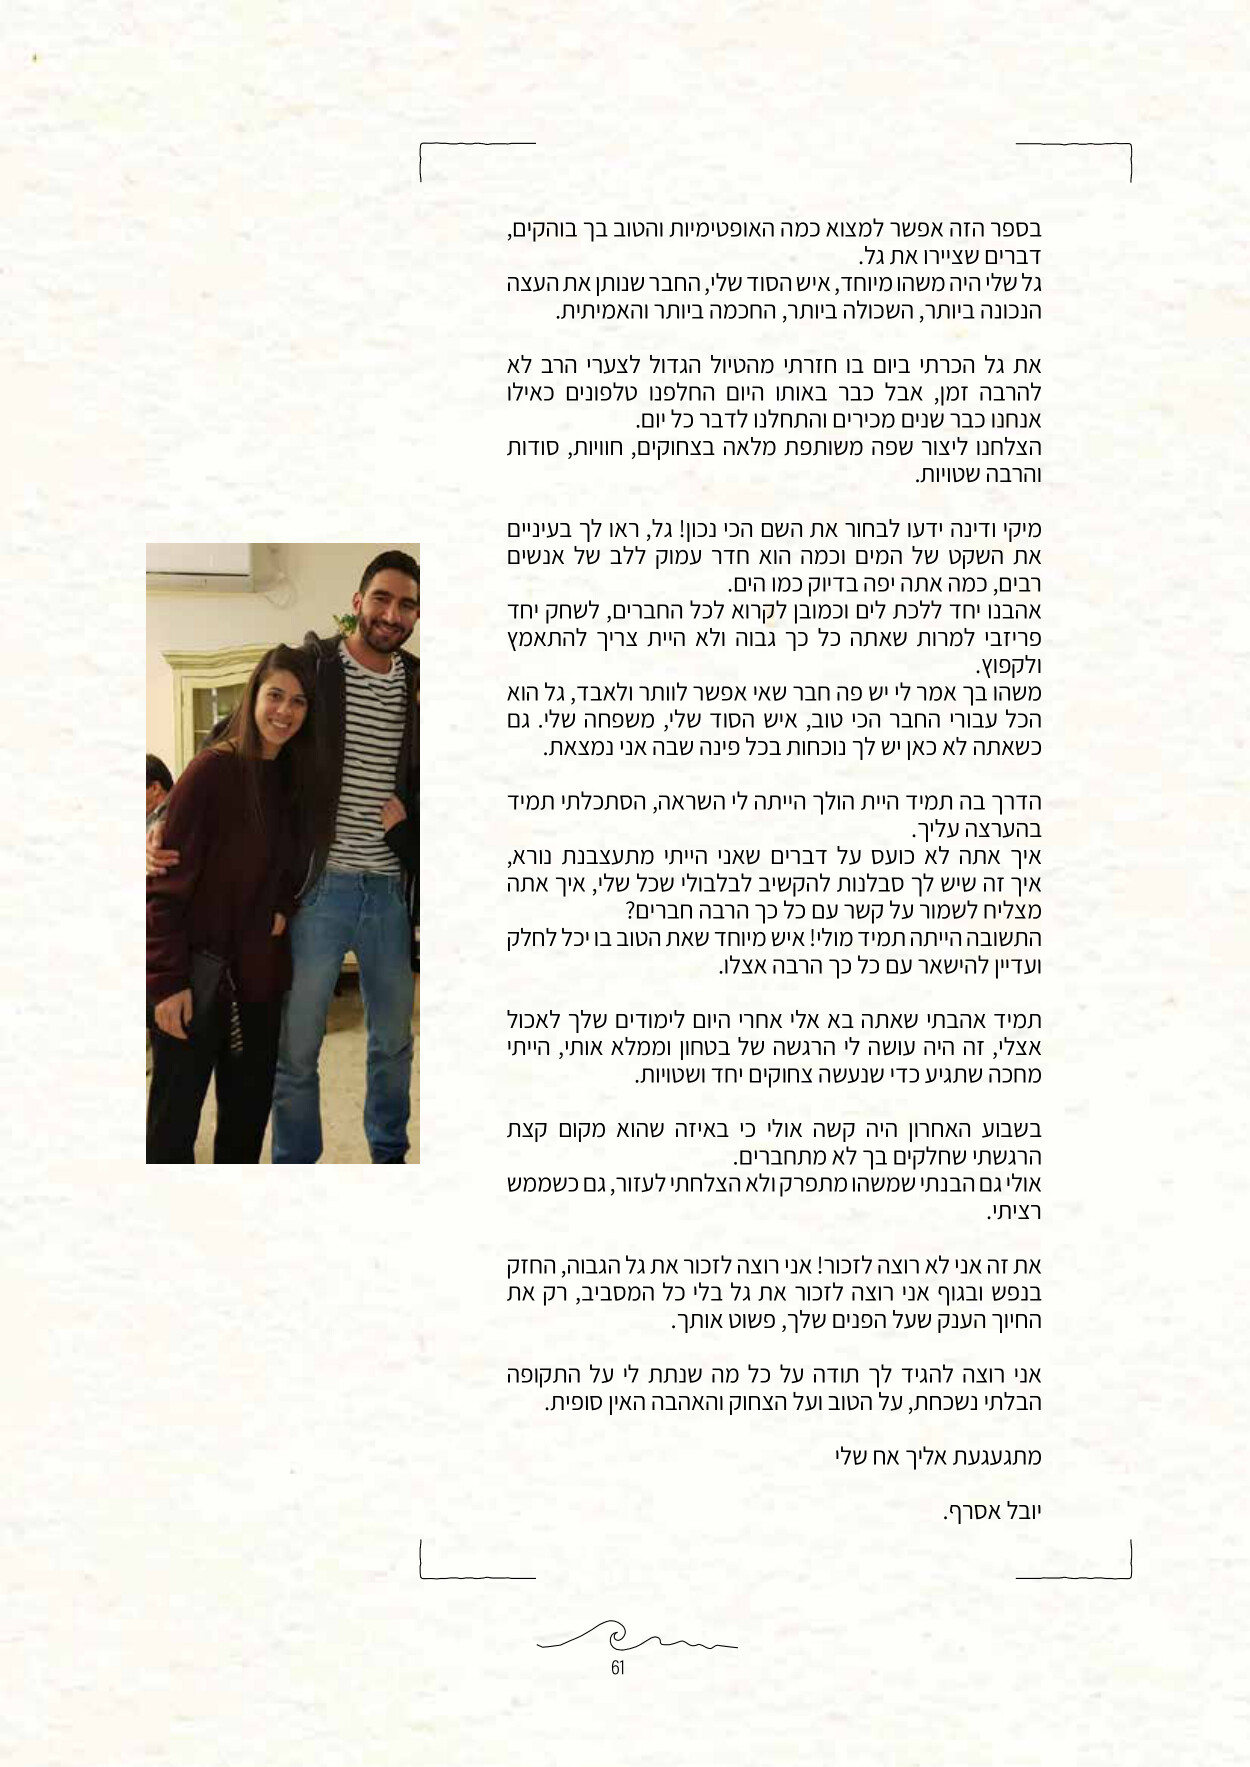 בספר הזה אפשר למצוא כמה האופטימיות והטוב בך בוהקים,
דברים שציירו את גל.
גל שלי היה משהו מיוחד, איש הסוד שלי, החבר שנותן את העצה
הנכונה ביותר, השכולה ביותר, החכמה ביותר והאמיתית.
את גל הכרתי ביום בו חזרתי מהטיול הגדול לצערי הרב לא
להרבה זמן, אבל כבר באותו היום החלפנו טלפונים כאילו
אנחנו כבר שנים מכירים והתחלנו לדבר כל יום.
הצלחנו ליצור שפה משותפת מלאה בצחוקים, חוויות, סודות
והרבה שטויות.
מיקי ודינה ידעו לבחור את השם הכי נכון! גל, ראו לך בעיניים
את השקט של המים וכמה הוא חדר עמוק ללב של אנשים
רבים, כמה אתה יפה בדיוק כמו הים.
אהבנו יחד ללכת לים וכמובן לקרוא לכל החברים, לשחק יחד
פריזבי למרות שאתה כל כך גבוה ולא היית צריך להתאמץ
ולקפוץ.
משהו בך אמר לי יש פה חבר שאי אפשר לוותר ולאבד, גל הוא
הכל עבורי החבר הכי טוב, איש הסוד שלי, משפחה שלי. גם
כשאתה לא כאן יש לך נוכחות בכל פינה שבה אני נמצאת.
הדרך בה תמיד היית הולך הייתה לי השראה, הסתכלתי תמיד
בהערצה עליך.
איך אתה לא כועס על דברים שאני הייתי מתעצבנת נורא,
איך זה שיש לך סבלנות להקשיב לבלבולי שכל שלי, איך אתה
מצליח לשמור על קשר עם כל כך הרבה חברים?
התשובה הייתה תמיד מולי! איש מיוחד שאת הטוב בו יכל לחלק
ועדיין להישאר עם כל כך הרבה אצלו.
תמיד אהבתי שאתה בא אלי אחרי היום לימודים שלך לאכול
אצלי, זה היה עושה לי הרגשה של בטחון וממלא אותי, הייתי
מחכה שתגיע כדי שנעשה צחוקים יחד ושטויות.
בשבוע האחרון היה קשה אולי כי באיזה שהוא מקום קצת
הרגשתי שחלקים בך לא מתחברים.
אולי גם הבנתי שמשהו מתפרק ולא הצלחתי לעזור, גם כשממש
רציתי.
את זה אני לא רוצה לזכור! אני רוצה לזכור את גל הגבוה, החזק
בנפש ובגוף אני רוצה לזכור את גל בלי כל המסביב, רק את
החיוך הענק שעל הפנים שלך, פשוט אותך.
אני רוצה להגיד לך תודה על כל מה שנתת לי על התקופה
הבלתי נשכחת, על הטוב ועל הצחוק והאהבה האין סופית.
מתגעגעת אליך אח שלי
יובל אסרף.
61